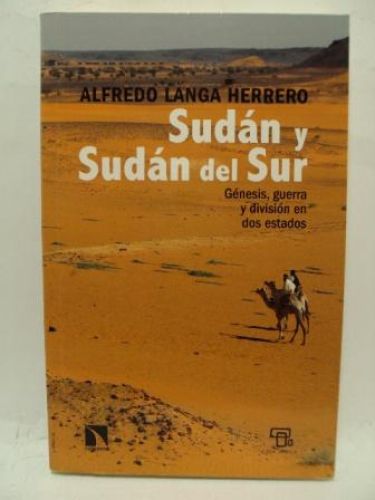 ALFREDO LANGA HERRERO
Sudán y
Sudán del Sur
Génesis, guerra
y división en
dos estados